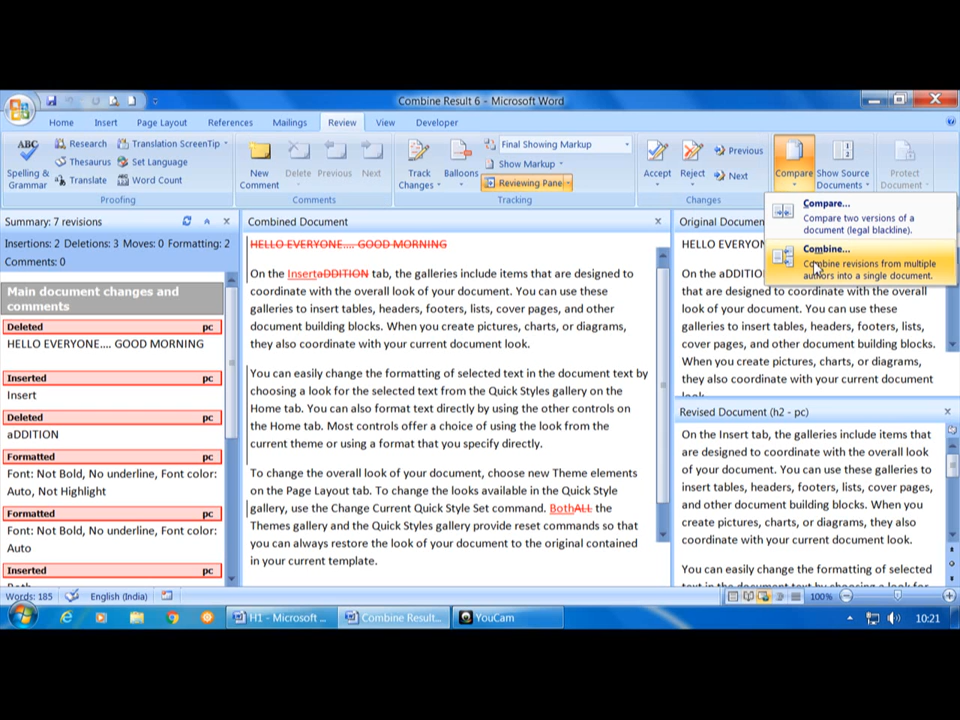 Combine Result 6 - Microsoft Word
Home Insert Page Layout References Mailings Review View Developer
ABC
Spelling & Grammar
Research
Thesaurus
Translate
Translation ScreenTip
Set Language
Word Count
Proofing
New Comment
Delete
Previous
Next
Comments
Track Changes
Balloons
Final Showing Markup
Show Markup
Reviewing Pane
Tracking
Accept
Reject
Previous
Next
Changes
Compare
Show Source Documents
Protect Document
Compare...
Compare two versions of a
document (legal blackline).
Combine...
Combine revisions from multiple
authors into a single document.
Summary: 7 revisions
Insertions: 2 Deletions: 3 Moves: 0 Formatting: 2
Comments: 0
Main document changes and
comments
Deleted pc
HELLO EVERYONE.... GOOD MORNING
Inserted pc
Insert
Deleted pc
aDDITION
Formatted pc
Font: Not Bold, No underline, Font color:
Auto, Not Highlight
Formatted pc
Font: Not Bold, No underline, Font color:
Auto
Inserted pc
Combined Document
HELLO EVERYONE.... GOOD MORNING
On the InsertaDDITION tab, the galleries include items that are designed to
coordinate with the overall look of your document. You can use these
galleries to insert tables, headers, footers, lists, cover pages, and other
document building blocks. When you create pictures, charts, or diagrams,
they also coordinate with your current document look.
You can easily change the formatting of selected text in the document text by
choosing a look for the selected text from the Quick Styles gallery on the
Home tab. You can also format text directly by using the other controls on
the Home tab. Most controls offer a choice of using the look from the
current theme or using a format that you specify directly.
To change the overall look of your document, choose new Theme elements
on the Page Layout tab. To change the looks available in the Quick Style
gallery, use the Change Current Quick Style Set command. BothALL the
Themes gallery and the Quick Styles gallery provide reset commands so that
you can always restore the look of your document to the original contained
in your current template.
Original Documen
HELLO EVERYON
On the aDDITIO
that are designed to coordinate with the overall
look of your document. You can use these
galleries to insert tables, headers, footers, lists,
cover pages, and other document building blocks.
When you create pictures, charts, or diagrams,
they also coordinate with your current document
Revised Document (h2 - pc)
On the Insert tab, the galleries include items that
are designed to coordinate with the overall look
of your document. You can use these galleries to
insert tables, headers, footers, lists, cover pages,
and other document building blocks. When you
create pictures, charts, or diagrams, they also
coordinate with your current document look.
You can easily change the formatting of selected
Words: 185 English (India) 100%
H1 - Microsoft ... Combine Result... YouCam 10:21